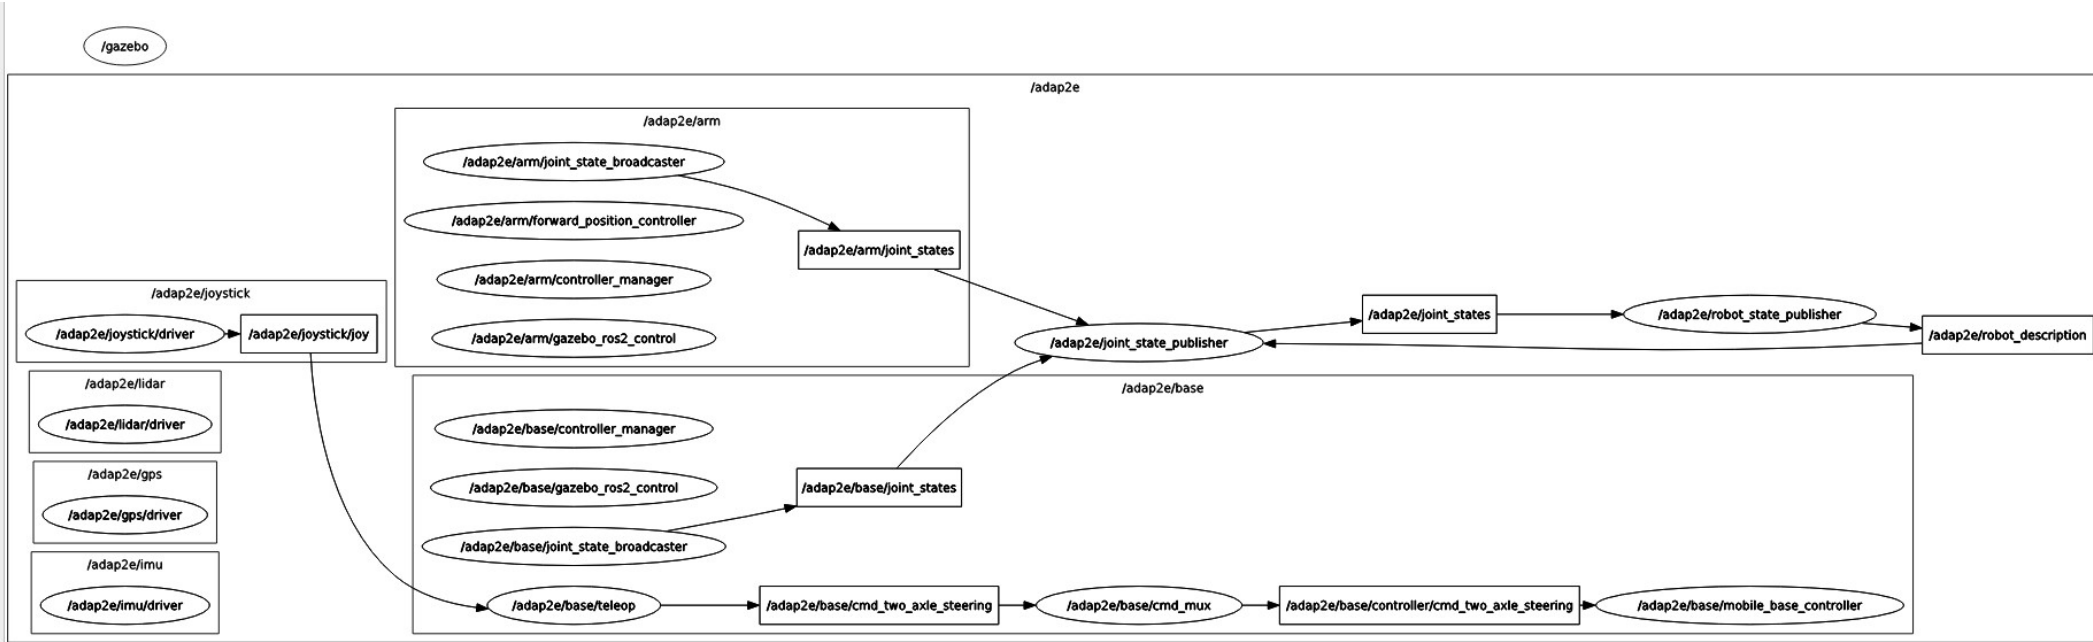 /gazebo
/adap2e
/adap2e/arm
/adap2e/arm/joint_state_broadcaster
/adap2e/arm/forward_position_controller
/adap2e/arm/joint_states
/adap2e/arm/controller_manager
/adap2e/arm/gazebo_ros2_control
/adap2e/joystick
/adap2e/joystick/driver
/adap2e/joystick/joy
/adap2e/joint_state_publisher
/adap2e/joint_states
/adap2e/robot_state_publisher
/adap2e/robot_description
/adap2e/lidar
/adap2e/lidar/driver
/adap2e/gps
/adap2e/gps/driver
/adap2e/imu
/adap2e/imu/driver
/adap2e/base
/adap2e/base/controller_manager
/adap2e/base/gazebo_ros2_control
/adap2e/base/joint_states
/adap2e/base/joint_state_broadcaster
/adap2e/base/teleop
/adap2e/base/cmd_two_axle_steering
/adap2e/base/cmd_mux
/adap2e/base/controller/cmd_two_axle_steering
/adap2e/base/mobile_base_controller